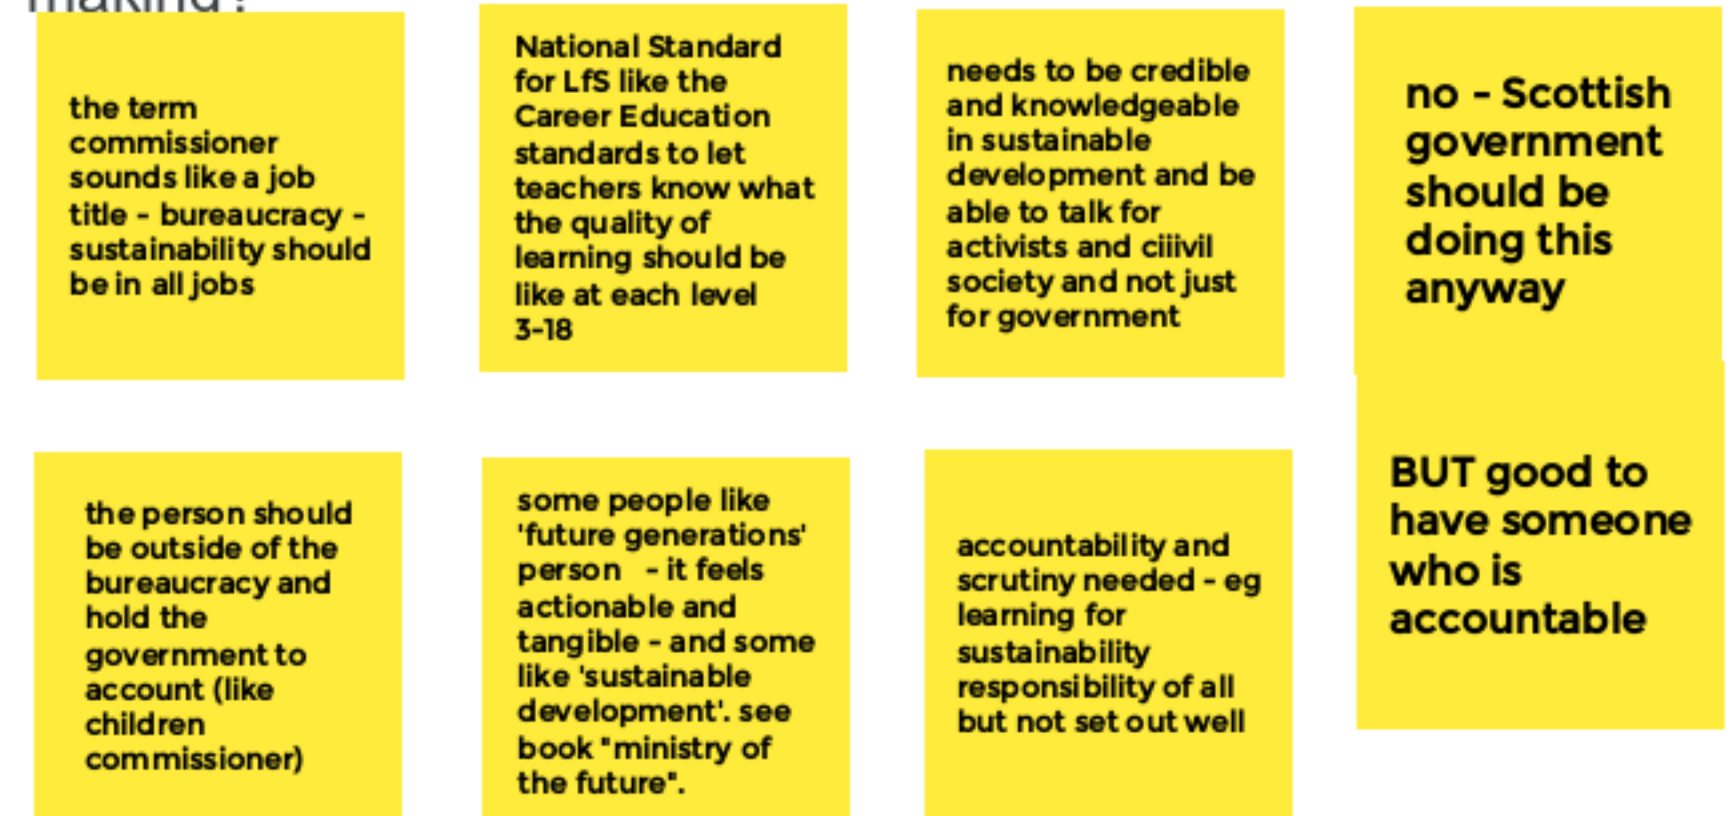 making?
the term
commissioner
sounds like a job
title - bureaucracy -
sustainability should
be in all jobs
National Standard
for LfS like the
Career Education
standards to let
teachers know what
the quality of
learning should be
like at each level
3-18
needs to be credible
and knowledgeable
in sustainable
development and be
able to talk for
activists and ciiivil
society and not just
for government
no - Scottish
government
should be
doing this
anyway
BUT good to
have someone
who is
accountable
the person should
be outside of the
bureaucracy and
hold the
government to
account (like
children
commissioner)
some people like
'future generations'
person - it feels
actionable and
tangible - and some
like 'sustainable
development'. see
book "ministry of
the future".
accountability and
scrutiny needed - eg
learning for
sustainability
responsibility of all
but not set out well